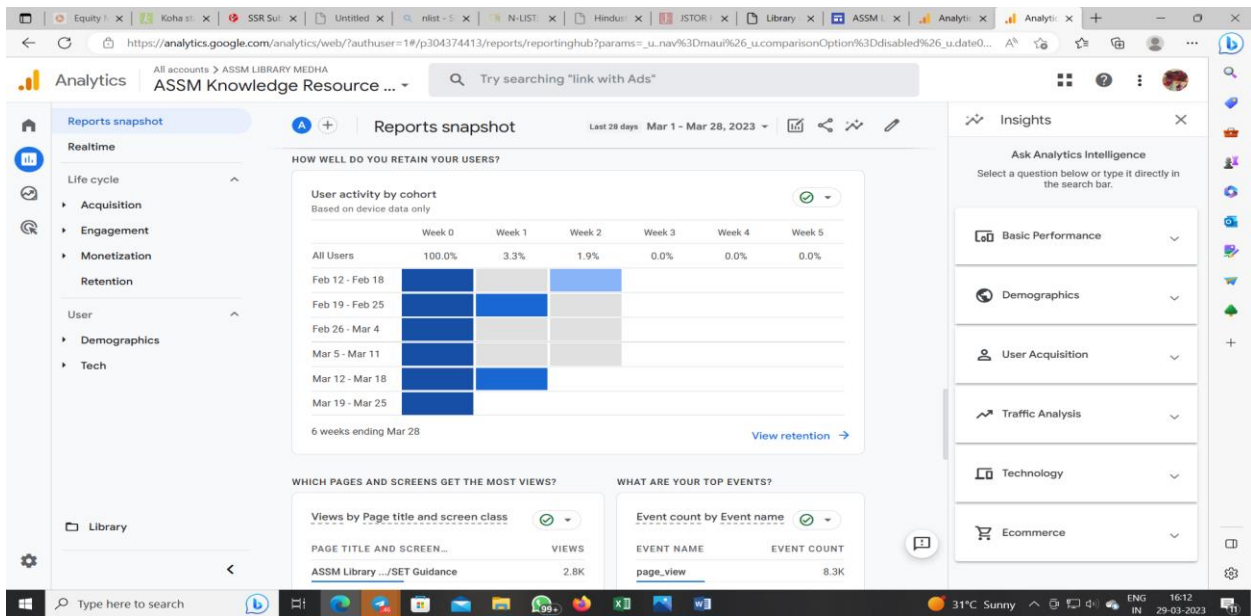 Equity N
Koha st
SSR Sul
Untitled
nlist - S
N-LIST:
Hindus
JSTOR
Library
ASSM L
Analytic
Analytic
https://analytics.google.com/analytics/web/?authuser=1#/p304374413/reports/reportinghub?params=_u..nav%3Dmaui%26_u.comparisonOption%3Ddisabled%26_u.date0...
Analytics
All accounts > ASSM LIBRARY MEDHA
ASSM Knowledge Resource ...
Try searching "link with Ads"
Reports snapshot
Realtime
Life cycle
Acquisition
Engagement
Monetization
Retention
User
Demographics
Tech
Library
A
Reports snapshot
Last 28 days Mar 1 - Mar 28, 2023
HOW WELL DO YOU RETAIN YOUR USERS?
User activity by cohort
Based on device data only
Week 0 Week 1 Week 2 Week 3 Week 4 Week 5
All Users 100.0% 3.3% 1.9% 0.0% 0.0% 0.0%
Feb 12 - Feb 18
Feb 19 - Feb 25
Feb 26 - Mar 4
Mar 5 - Mar 11
Mar 12 - Mar 18
Mar 19 - Mar 25
6 weeks ending Mar 28
View retention
WHICH PAGES AND SCREENS GET THE MOST VIEWS?
Views by Page title and screen class
PAGE TITLE AND SCREEN... VIEWS
ASSM Library .../SET Guidance 2.8K
WHAT ARE YOUR TOP EVENTS?
Event count by Event name
EVENT NAME EVENT COUNT
page_view 8.3K
Insights
Ask Analytics Intelligence
Select a question below or type it directly in
the search bar.
Basic Performance
Demographics
User Acquisition
Traffic Analysis
Technology
Ecommerce
Type here to search
99+
31°C Sunny
ENG
IN
16:12
29-03-2023